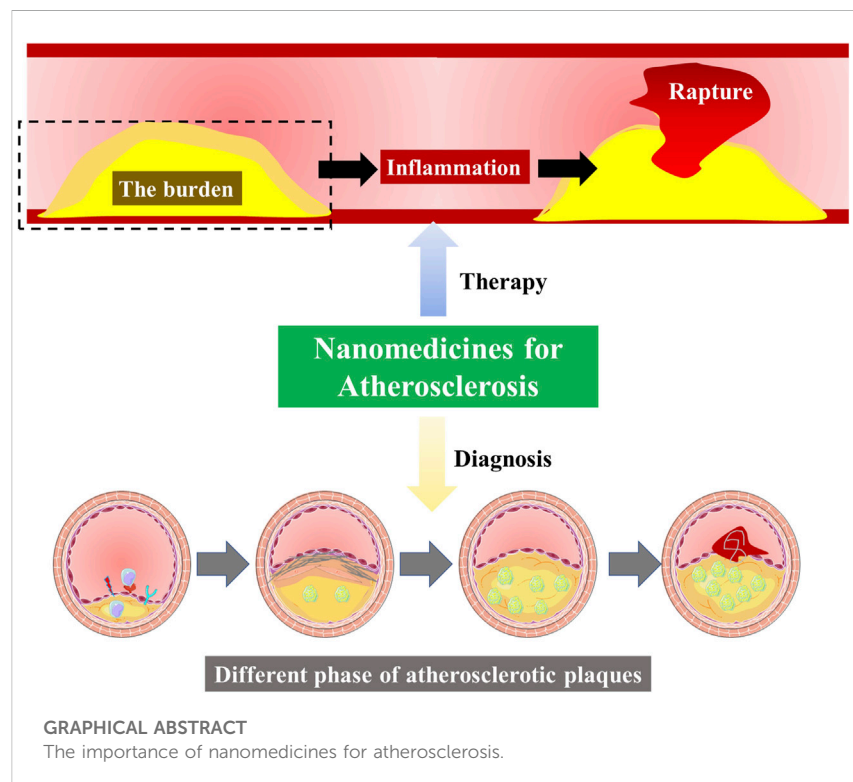 Rapture
The burden
Inflammation
Therapy
Nanomedicines for
Atherosclerosis
Diagnosis
Different phase of atherosclerotic plaques
GRAPHICAL ABSTRACT
The importance of nanomedicines for atherosclerosis.